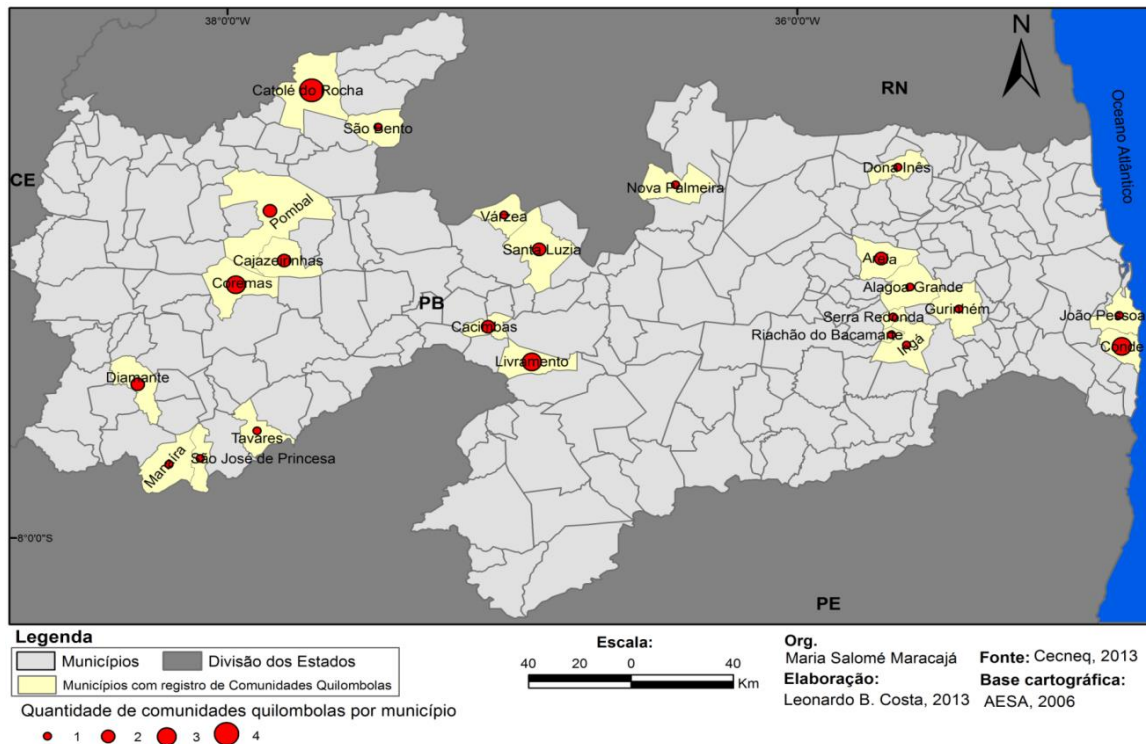 38°0'0"W
36°0'0"W
N
Catolé do Rocha
RN
São Bento
Oceano Atlântico
Dona Inês
CE
Nova Palmeira
Pombal
Várzea
Santa Luzia
Cajazeirinhas
Areia
Coremas
Alagoa Grande
PB
Gurinhém
Serra Redonda
João Pessoa
Cacimbas
Riachão do Bacamarte
Ingá
Conde
Livramento
Diamante
Tavares
Manaíra
São José de Princesa
8°0'0"S
PE
Legenda
Municípios
Divisão dos Estados
Municípios com registro de Comunidades Quilombolas
Quantidade de comunidades quilombolas por município
1 2 3 4
Escala:
40 20 0 40
Km
Org.
Maria Salomé Maracajá
Elaboração:
Leonardo B. Costa, 2013
Fonte: Cecneq, 2013
Base cartográfica:
AESA, 2006